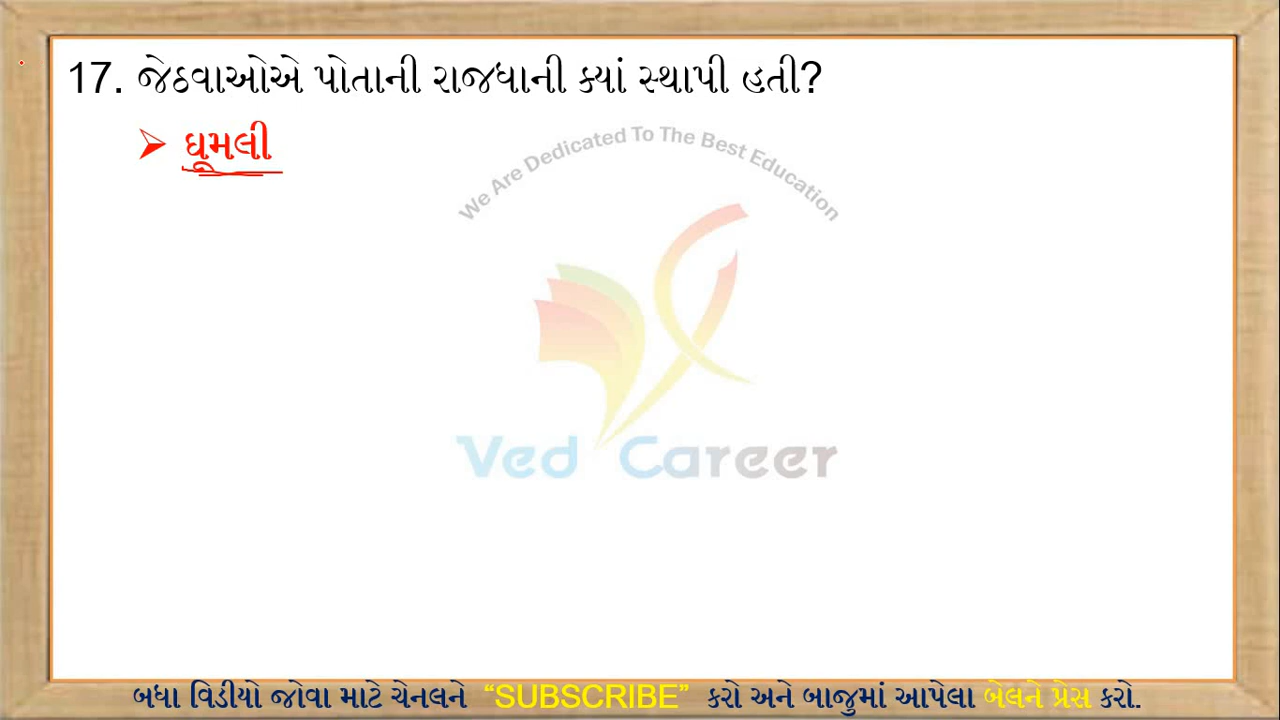 17. જેઠવાઓએ પોતાની રાજધાની ક્યાં સ્થાપી હતી?
➢ ઘૂમલી
We Are Dedicated To The Best Education
Ved Career
બધા વિડીયો જોવા માટે ચેનલને “SUBSCRIBE” કરો અને બાજુમાં આપેલા બેલને પ્રેસ કરો.